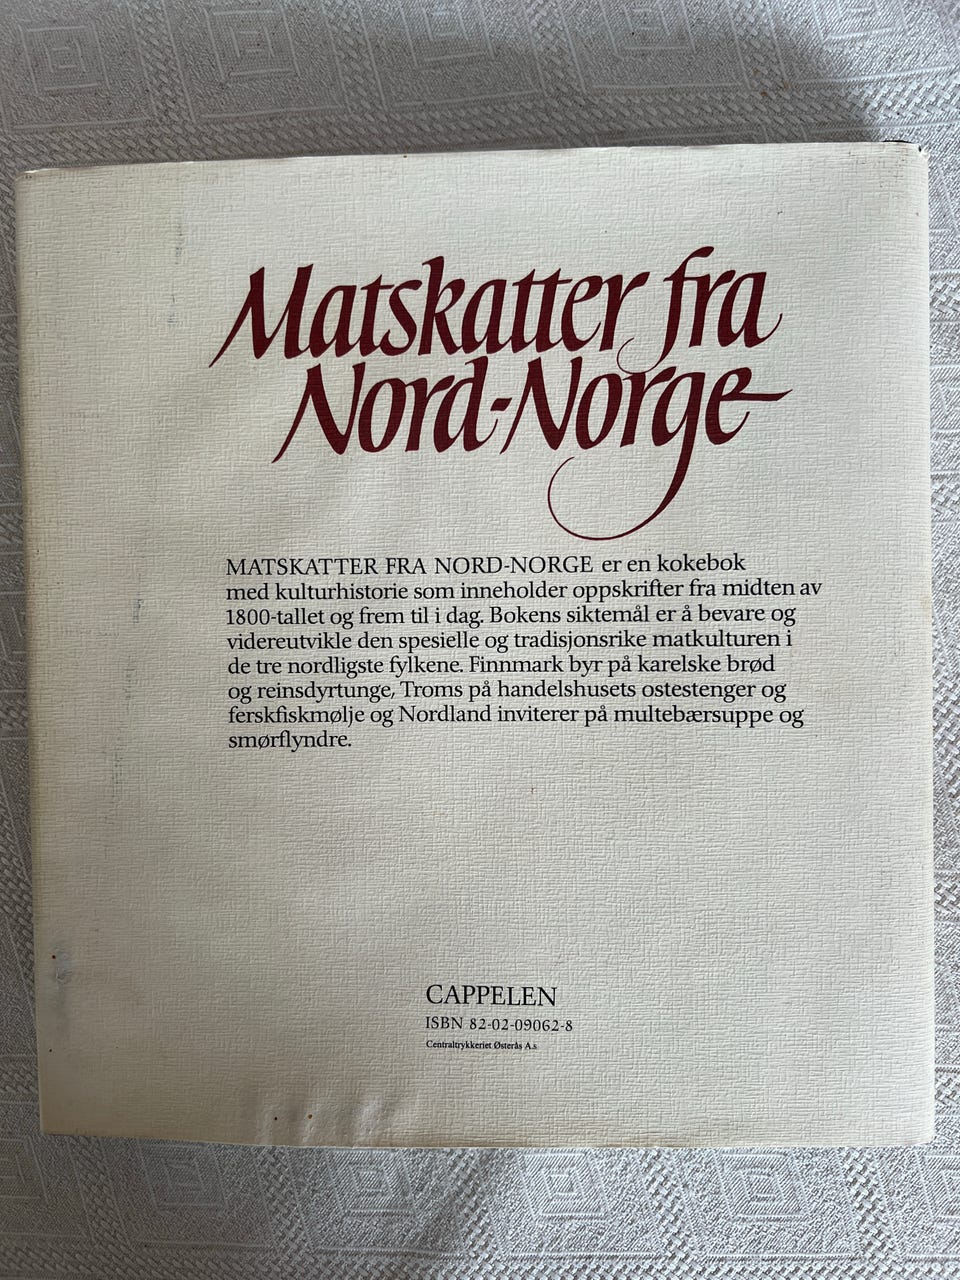 Matskatter fra
Nord-Norge
MATSKATTER FRA NORD-NORGE er en kokebok
med kulturhistorie som inneholder oppskrifter fra midten av
1800-tallet og frem til i dag. Bokens siktemål er å bevare og
videreutvikle den spesielle og tradisjonsrike matkulturen i
de tre nordligste fylkene. Finnmark byr på karelske brød
og reinsdyrtunge, Troms på handelshusets ostestenger og
ferskfiskmølje og Nordland inviterer på multebærsuppe og
smørflyndre.
CAPPELEN
ISBN 82-02-09062-8
Centraltrykkeriet Østerås A.s